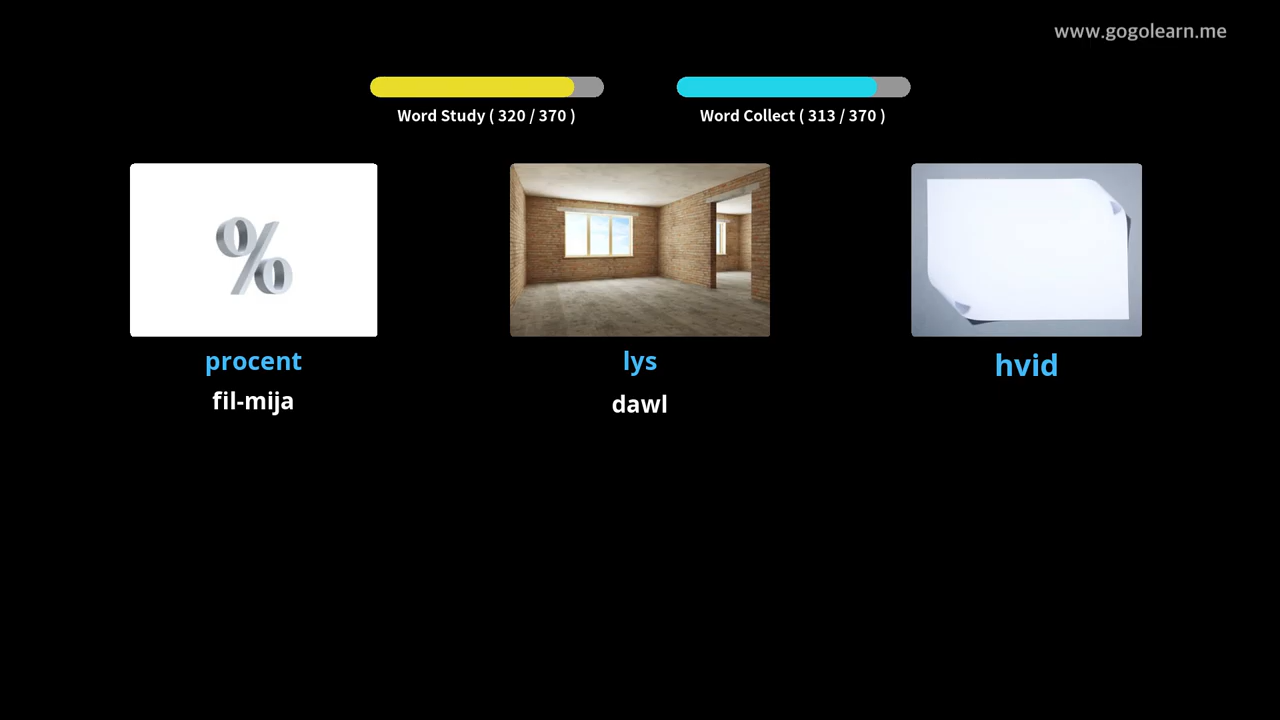 www.gogolearn.me
Word Study ( 320 / 370 )
Word Collect ( 313 / 370 )
%
procent
fil-mija
lys
dawl
hvid